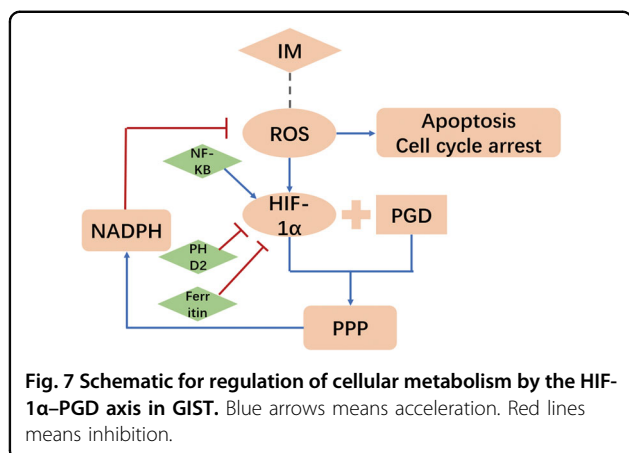 IM
ROS
Apoptosis
Cell cycle arrest
NF-
KB
HIF-
1α
PGD
NADPH
PH
D2
Ferr
itin
PPP
Fig. 7 Schematic for regulation of cellular metabolism by the HIF-
1α–PGD axis in GIST. Blue arrows means acceleration. Red lines
means inhibition.